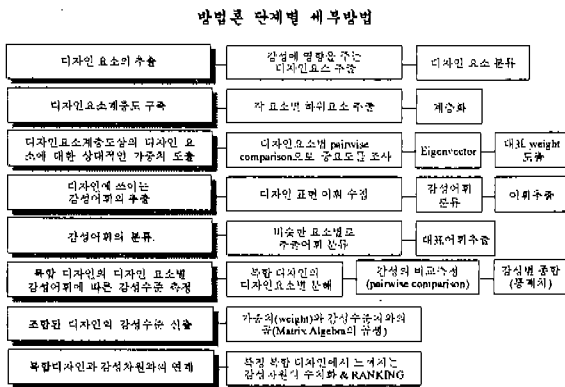 방법론 단계별 세부방법
디자인 요소의 추출
감성에 영향을 주는
디자인요소 추출
디자인 요소 분류
디자인요소계층도 구축
각 요소별 하위요소 추출
계층화
디자인요소계층도상의 디자인 요
소에 대한 상대적인 가중치 도출
디자인요소별 pairwise
comparison으로 중요도를 조사
Eigenvector
대표 weight
도출
디자인에 쓰이는
감성어휘의 추출
디자인 표현 어휘 수집
감성어휘
분류
어휘추출
감성어휘의 분류.
비슷한 요소별로
추출어휘 분류
대표어휘추출
복합 디자인의 디자인 요소별
감성어휘에 따른 감성수준 측정
복합 디자인의
디자인요소별 분해
감성의 비교측정
(pairwise comparison)
감성별 종합
(통계치)
조합된 디자인의 감성수준 산출
가중치(weight)와 감성수준치와의
곱(Matrix Algebra의 응용)
복합디자인과 감성차원와의 연계
특정 복합 디자인에서 느껴지는
감성차원의 수치화 & RANKING